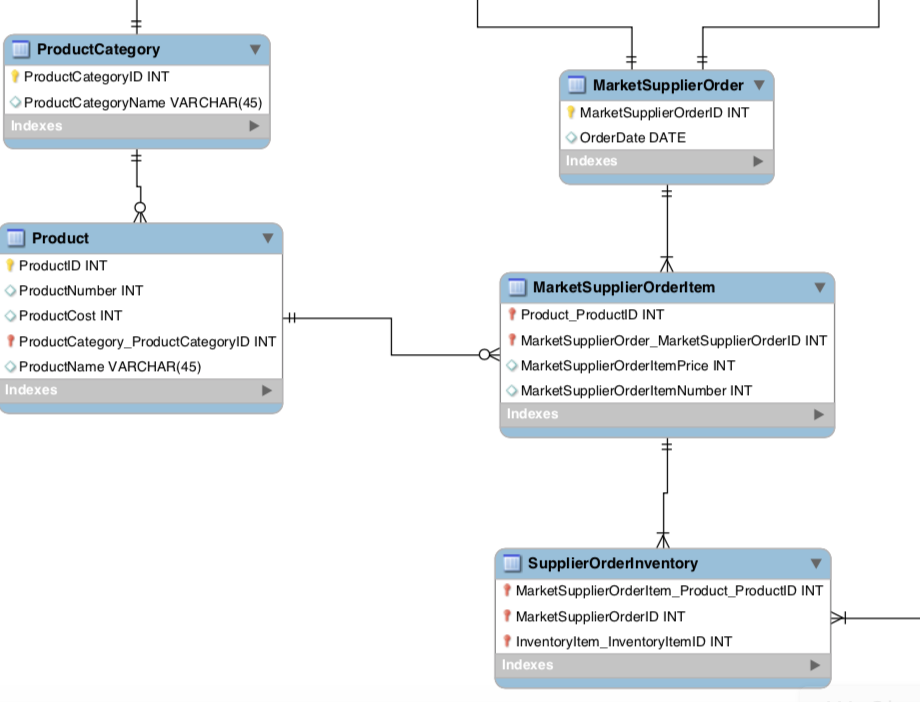 ProductCategory
ProductCategoryID INT
ProductCategoryName VARCHAR(45)
Indexes
MarketSupplierOrder
MarketSupplierOrderID INT
OrderDate DATE
Indexes
Product
ProductID INT
ProductNumber INT
ProductCost INT
ProductCategory_ProductCategoryID INT
ProductName VARCHAR(45)
Indexes
MarketSupplierOrderItem
Product_ProductID INT
MarketSupplierOrder_MarketSupplierOrderID INT
MarketSupplierOrderItemPrice INT
MarketSupplierOrderItemNumber INT
Indexes
SupplierOrderInventory
MarketSupplierOrderItem_Product_ProductID INT
MarketSupplierOrderID INT
InventoryItem_InventoryItemID INT
Indexes